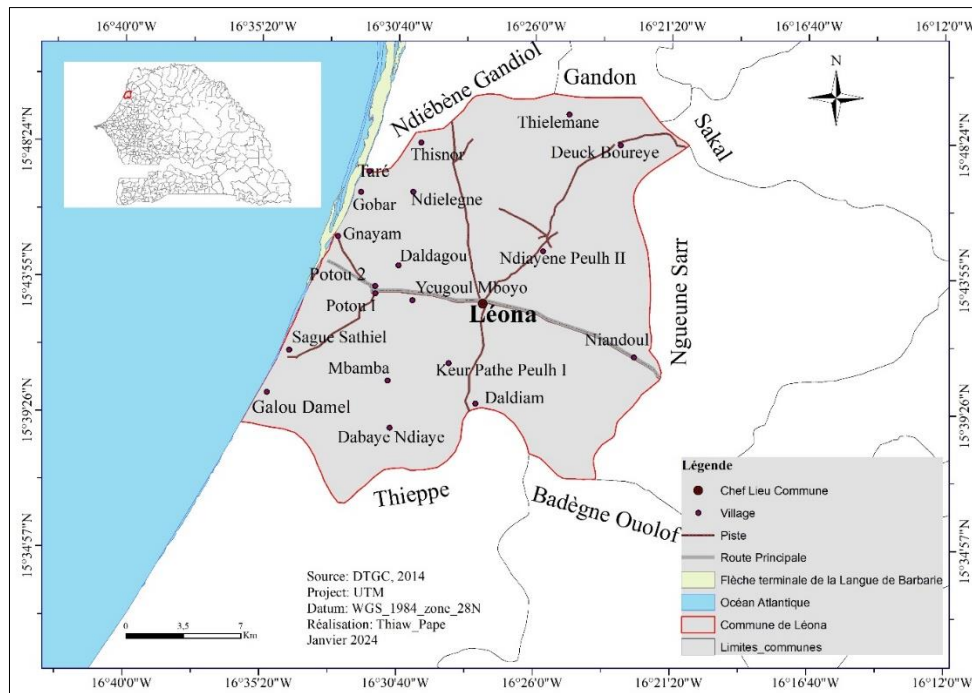 16°40'0"W 16°35'20"W 16°30'40"W 16°26'0"W 16°21'20"W 16°16'40"W 16°12'0"W
N
Ndiébène Gandiol
Gandon
Sakal
Ngueune Sarr
Badègne Ouolof
Thieppe
15°48'24"N
15°43'55"N
15°39'26"N
15°34'57"N
Thielemane
Thisnor
Deuck Boureye
Taré
Gobar
Ndielegne
Gnayam
Daldagou
Ndiayene Peulh II
Potou 2
Potou 1
Yougoul Mboyo
Léona
Sague Sathiel
Niandoul
Mbamba
Keur Pathe Peulh I
Galou Damel
Daldiam
Dabaye Ndiaye
15°48'24"N
15°43'55"N
15°39'26"N
15°34'57"N
Légende
Chef Lieu Commune
Village
Piste
Route Principale
Flèche terminale de la Langue de Barbarie
Océan Atlantique
Commune de Léona
Limites_communes
Source: DTGC, 2014
Project: UTM
Datum: WGS_1984_zone_28N
Réalisation: Thiaw_Pape
Janvier 2024
0 3,5 7
Km
16°40'0"W 16°35'20"W 16°30'40"W 16°26'0"W 16°21'20"W 16°16'40"W 16°12'0"W